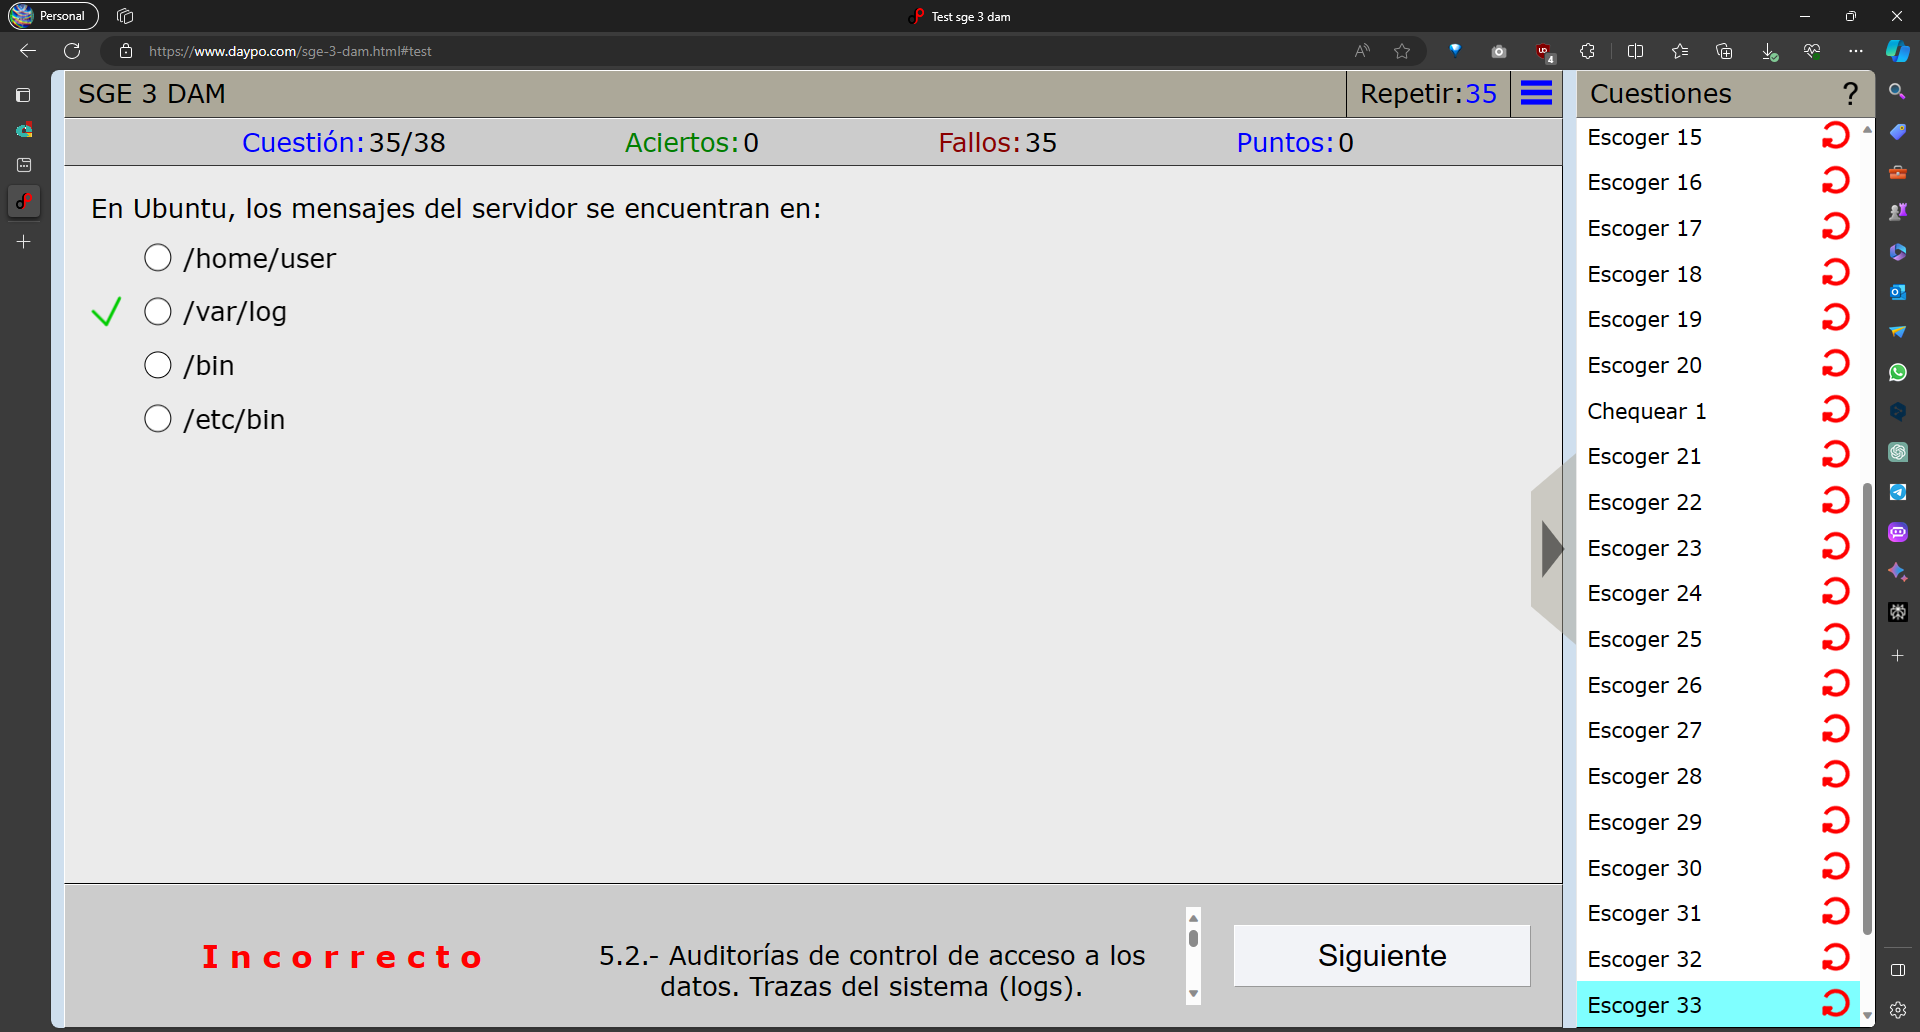 Personal
Test sge 3 dam
https://www.daypo.com/sge-3-dam.html#test
SGE 3 DAM
Repetir:35
Cuestión:35/38
Aciertos:0
Fallos:35
Puntos:0
En Ubuntu, los mensajes del servidor se encuentran en:
/home/user
/var/log
/bin
/etc/bin
Incorrecto
5.2.- Auditorías de control de acceso a los
datos. Trazas del sistema (logs).
Siguiente
Cuestiones ?
Escoger 15
Escoger 16
Escoger 17
Escoger 18
Escoger 19
Escoger 20
Chequear 1
Escoger 21
Escoger 22
Escoger 23
Escoger 24
Escoger 25
Escoger 26
Escoger 27
Escoger 28
Escoger 29
Escoger 30
Escoger 31
Escoger 32
Escoger 33
4